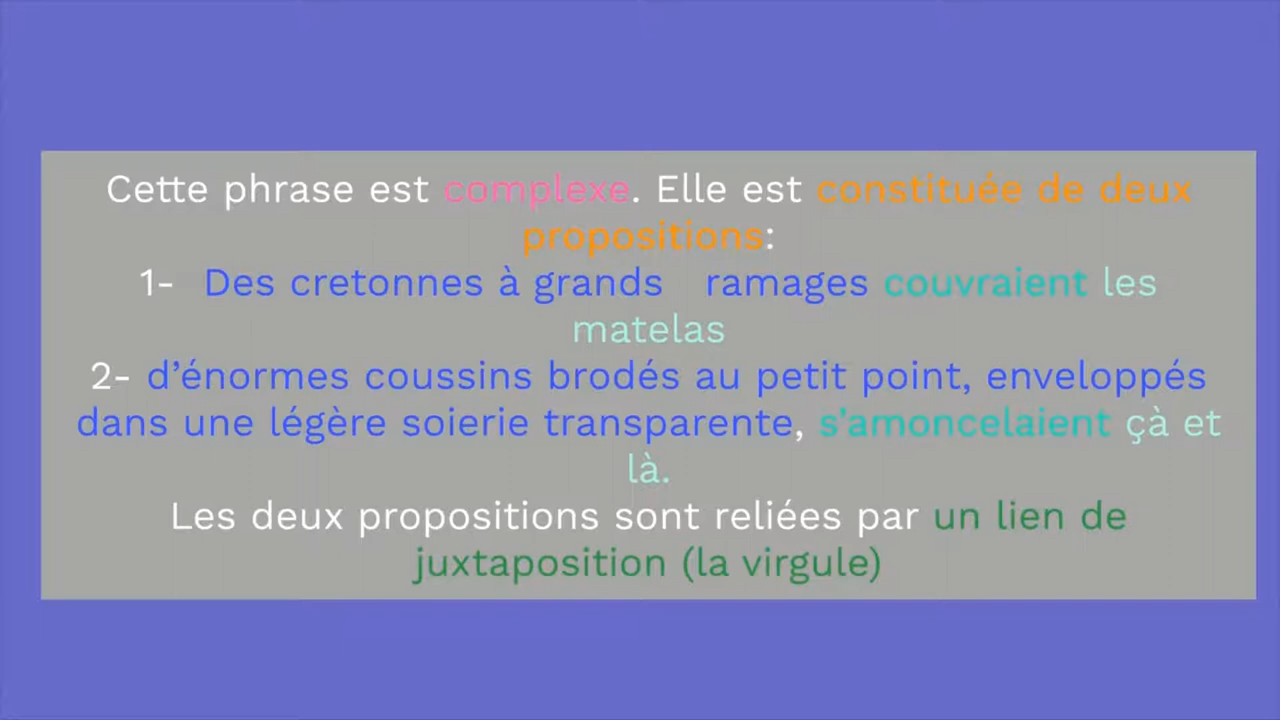 Cette phrase est complexe. Elle est constituée de deux
propositions:
1- Des cretonnes à grands ramages couvraient les
matelas
2- d’énormes coussins brodés au petit point, enveloppés
dans une légère soierie transparente, s’amoncelaient çà et
là.
Les deux propositions sont reliées par un lien de
juxtaposition (la virgule)